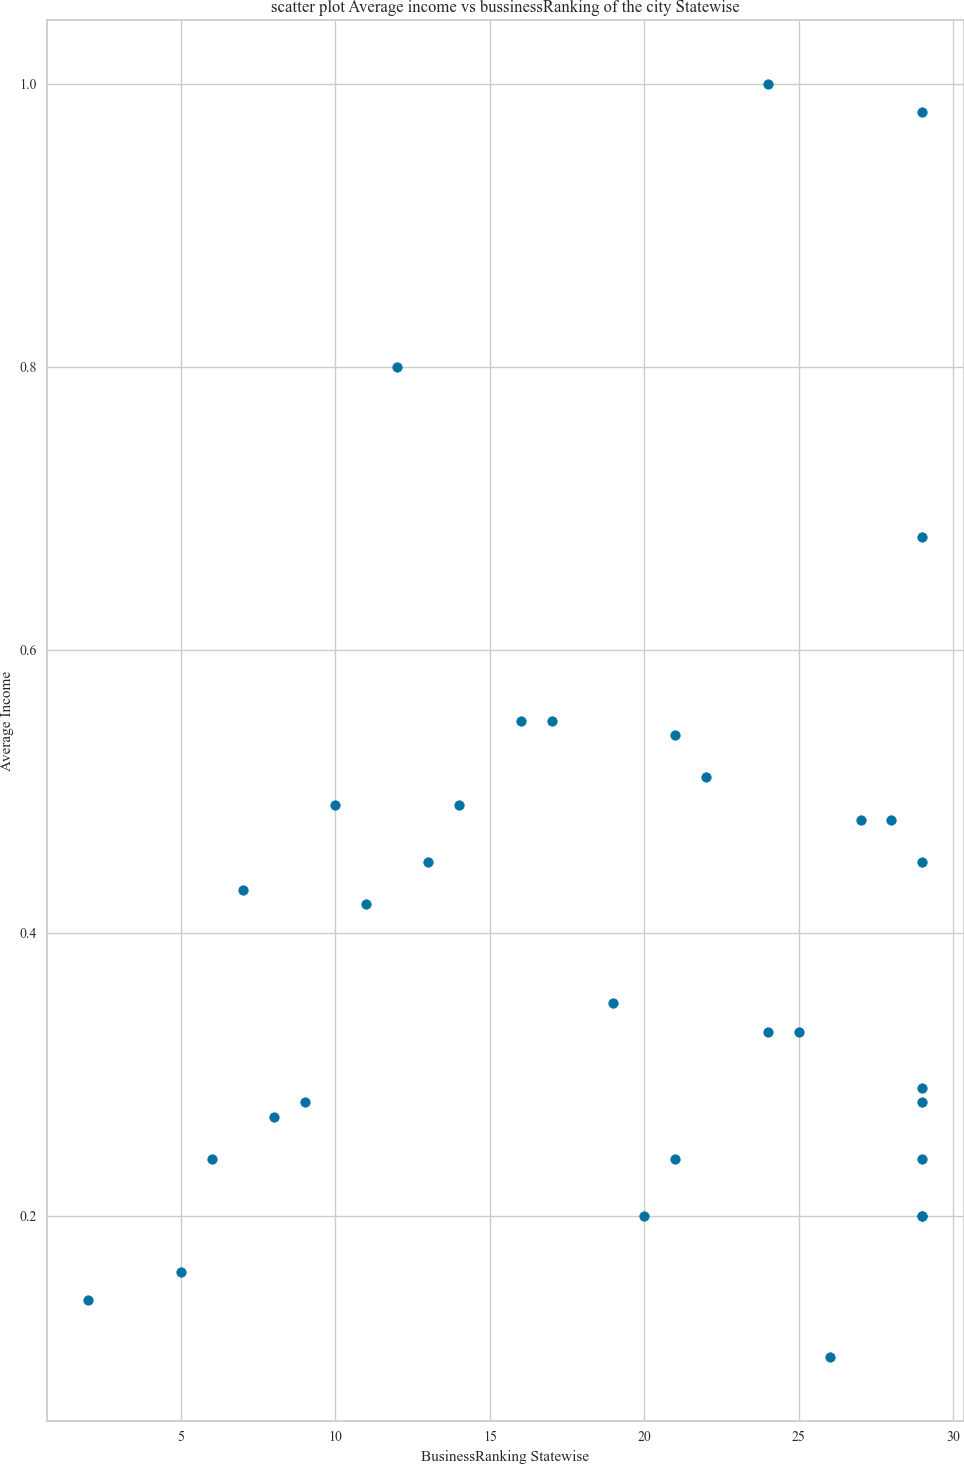 scatter plot Average income vs bussinessRanking of the city Statewise
1.0
0.8
0.6
0.4
0.2
Average Income
5 10 15 20 25 30
BusinessRanking Statewise